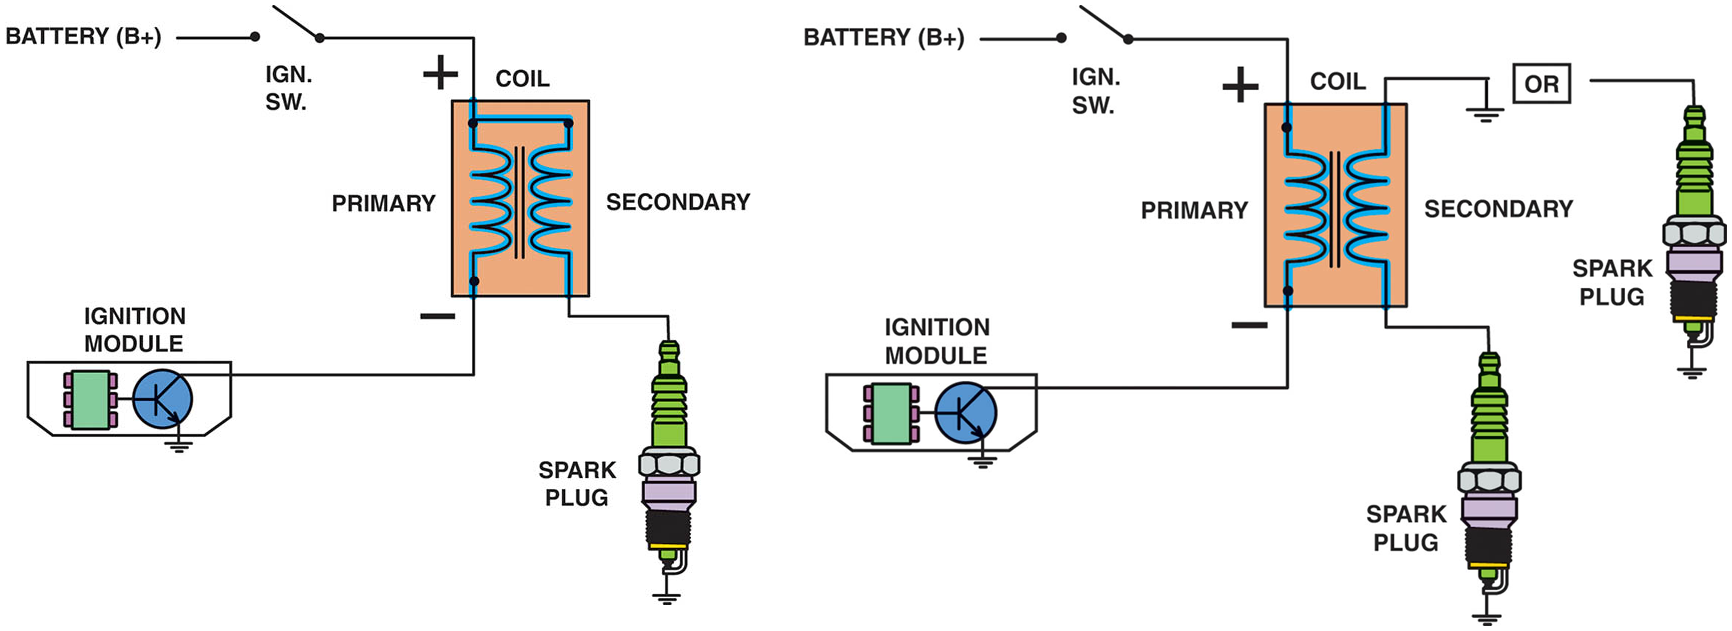 BATTERY (B+)
IGN.
SW.
+
COIL
PRIMARY
SECONDARY
−
IGNITION
MODULE
SPARK
PLUG
BATTERY (B+)
IGN.
SW.
+
COIL
OR
PRIMARY
SECONDARY
SPARK
PLUG
−
IGNITION
MODULE
SPARK
PLUG